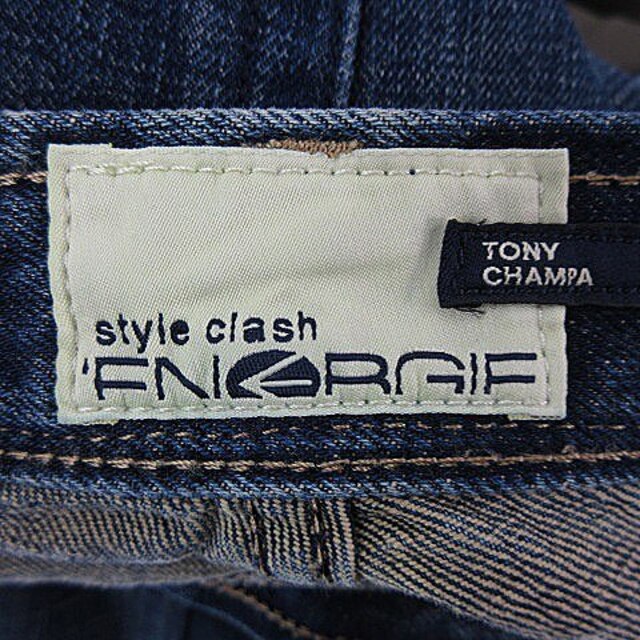 TONY
CHAMPA
style clash
'ENERGIE